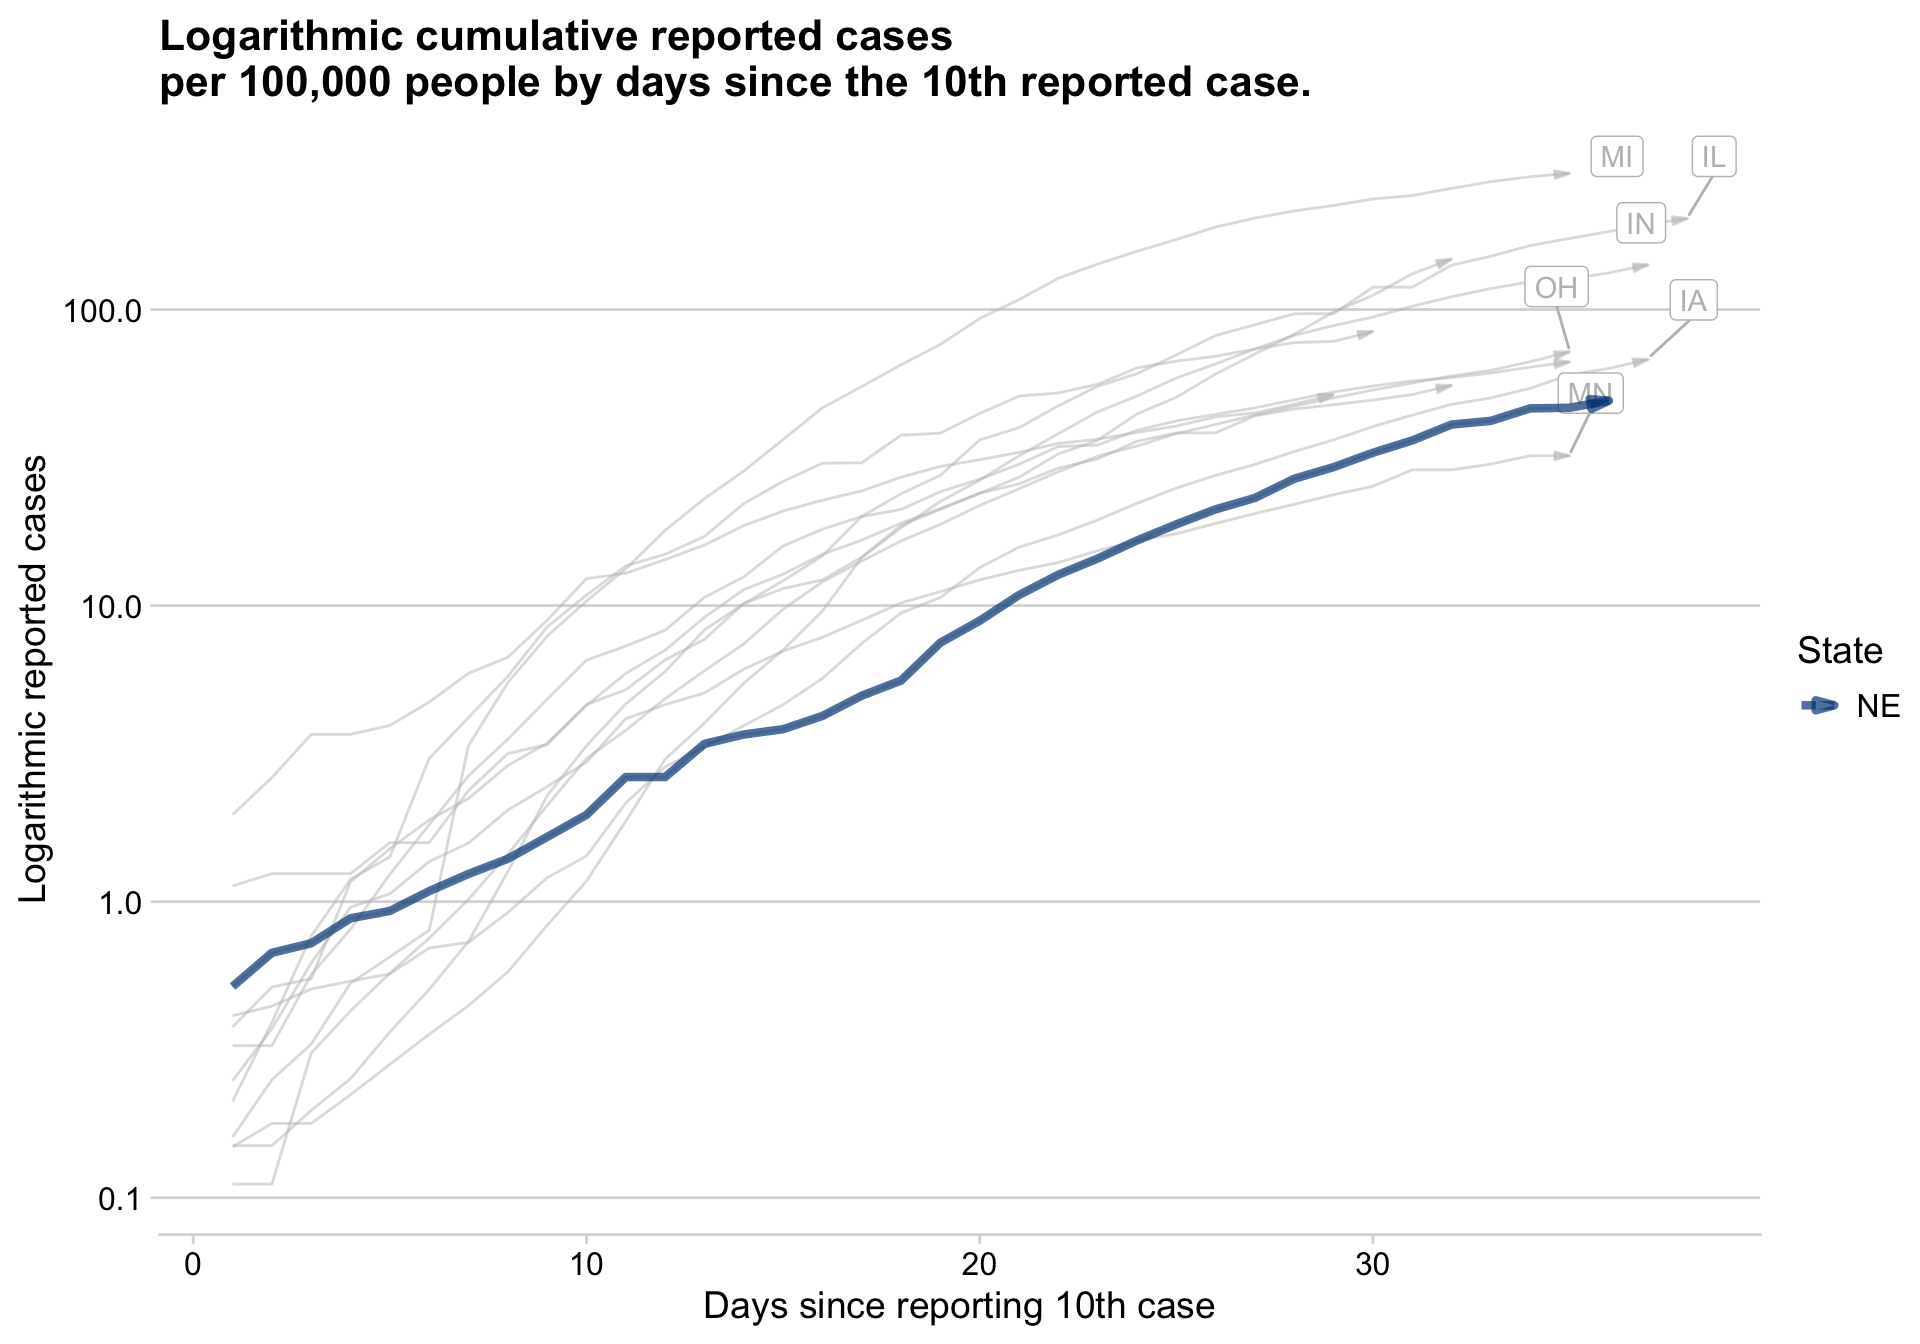 Logarithmic cumulative reported cases
per 100,000 people by days since the 10th reported case.
MI
IL
IN
OH
IA
MN
100.0
10.0
1.0
0.1
Logarithmic reported cases
0
10
20
30
Days since reporting 10th case
State
NE